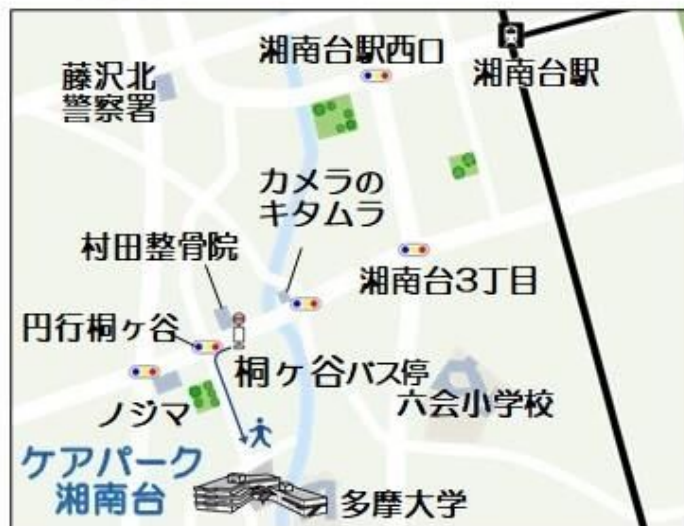 湘南台駅西口
湘南台駅
藤沢北
警察署
カメラの
キタムラ
村田整骨院
湘南台3丁目
円行桐ヶ谷
桐ヶ谷バス停
六会小学校
ノジマ
ケアパーク
湘南台
多摩大学